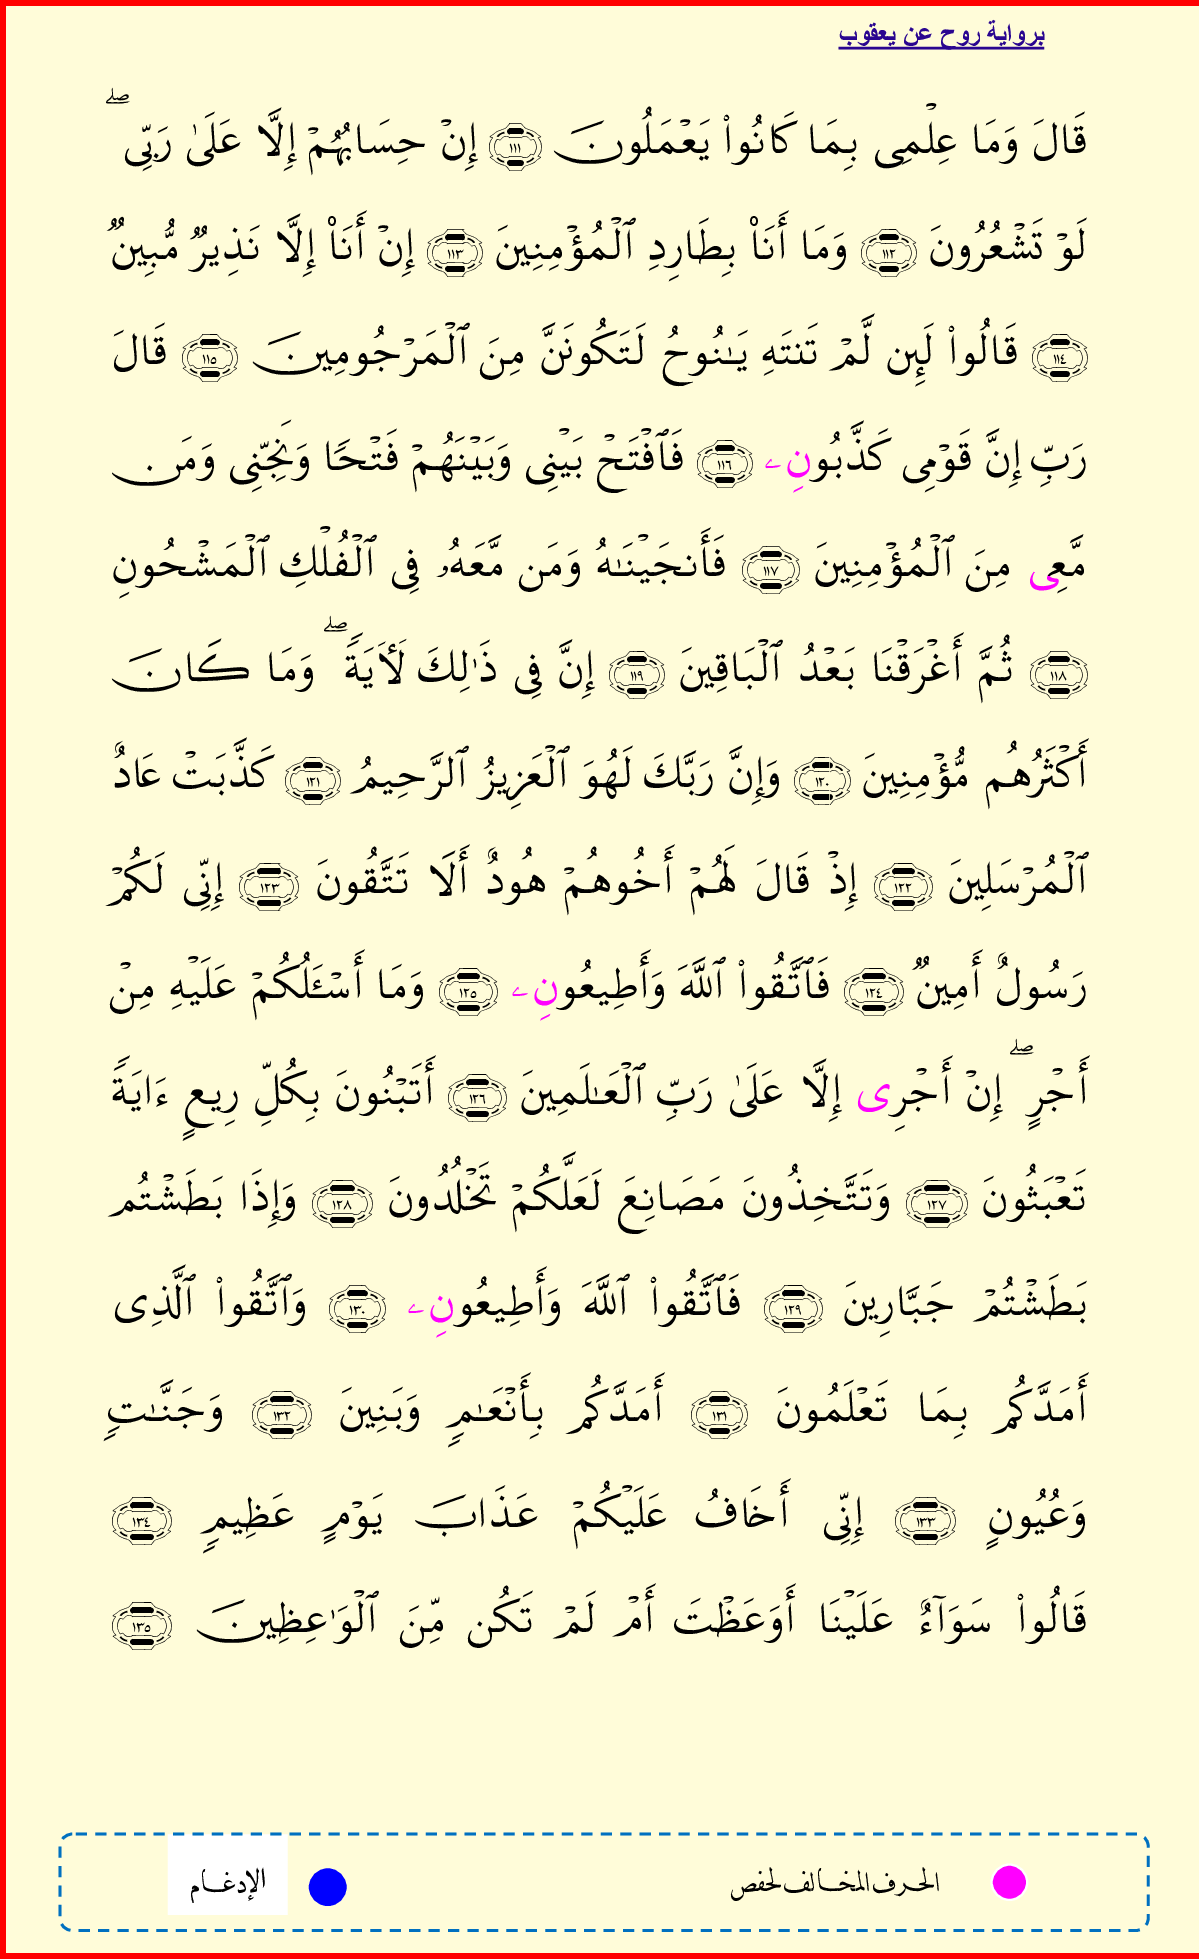 برواية روح عن يعقوب
قَالَ وَمَا عِلْمِى بِمَا كَانُوا۟ يَعْمَلُونَ ١١١ إِنْ حِسَابُهُمْ إِلَّا عَلَىٰ رَبِّى ۖ
لَوْ تَشْعُرُونَ ١١٢ وَمَا أَنَا۠ بِطَارِدِ ٱلْمُؤْمِنِينَ ١١٣ إِنْ أَنَا۠ إِلَّا نَذِيرٌ مُّبِينٌ
١١٤ قَالُوا۟ لَئِن لَّمْ تَنتَهِ يَـٰنُوحُ لَتَكُونَنَّ مِنَ ٱلْمَرْجُومِينَ ١١٥ قَالَ
رَبِّ إِنَّ قَوْمِى كَذَّبُونِۦ ١١٦ فَٱفْتَحْ بَيْنِى وَبَيْنَهُمْ فَتْحًا وَنَجِّنِى وَمَن
مَّعِى مِنَ ٱلْمُؤْمِنِينَ ١١٧ فَأَنجَيْنَـٰهُ وَمَن مَّعَهُۥ فِى ٱلْفُلْكِ ٱلْمَشْحُونِ
١١٨ ثُمَّ أَغْرَقْنَا بَعْدُ ٱلْبَاقِينَ ١١٩ إِنَّ فِى ذَٰلِكَ لَـَٔايَةً ۖ وَمَا كَانَ
أَكْثَرُهُم مُّؤْمِنِينَ ١٢٠ وَإِنَّ رَبَّكَ لَهُوَ ٱلْعَزِيزُ ٱلرَّحِيمُ ١٢١ كَذَّبَتْ عَادٌ
ٱلْمُرْسَلِينَ ١٢٢ إِذْ قَالَ لَهُمْ أَخُوهُمْ هُودٌ أَلَا تَتَّقُونَ ١٢٣ إِنِّى لَكُمْ
رَسُولٌ أَمِينٌ ١٢٤ فَٱتَّقُوا۟ ٱللَّهَ وَأَطِيعُونِۦ ١٢٥ وَمَا أَسْـَٔلُكُمْ عَلَيْهِ مِنْ
أَجْرٍ ۖ إِنْ أَجْرِى إِلَّا عَلَىٰ رَبِّ ٱلْعَـٰلَمِينَ ١٢٦ أَتَبْنُونَ بِكُلِّ رِيعٍ ءَايَةً
تَعْبَثُونَ ١٢٧ وَتَتَّخِذُونَ مَصَانِعَ لَعَلَّكُمْ تَخْلُدُونَ ١٢٨ وَإِذَا بَطَشْتُم
بَطَشْتُمْ جَبَّارِينَ ١٢٩ فَٱتَّقُوا۟ ٱللَّهَ وَأَطِيعُونِۦ ١٣٠ وَٱتَّقُوا۟ ٱلَّذِى
أَمَدَّكُم بِمَا تَعْلَمُونَ ١٣١ أَمَدَّكُم بِأَنْعَـٰمٍ وَبَنِينَ ١٣٢ وَجَنَّـٰتٍ
وَعُيُونٍ ١٣٣ إِنِّى أَخَافُ عَلَيْكُمْ عَذَابَ يَوْمٍ عَظِيمٍ ١٣٤
قَالُوا۟ سَوَآءٌ عَلَيْنَا أَوَعَظْتَ أَمْ لَمْ تَكُن مِّنَ ٱلْوَٰعِظِينَ ١٣٥
الحرف المخالف لحفص
الإدغام